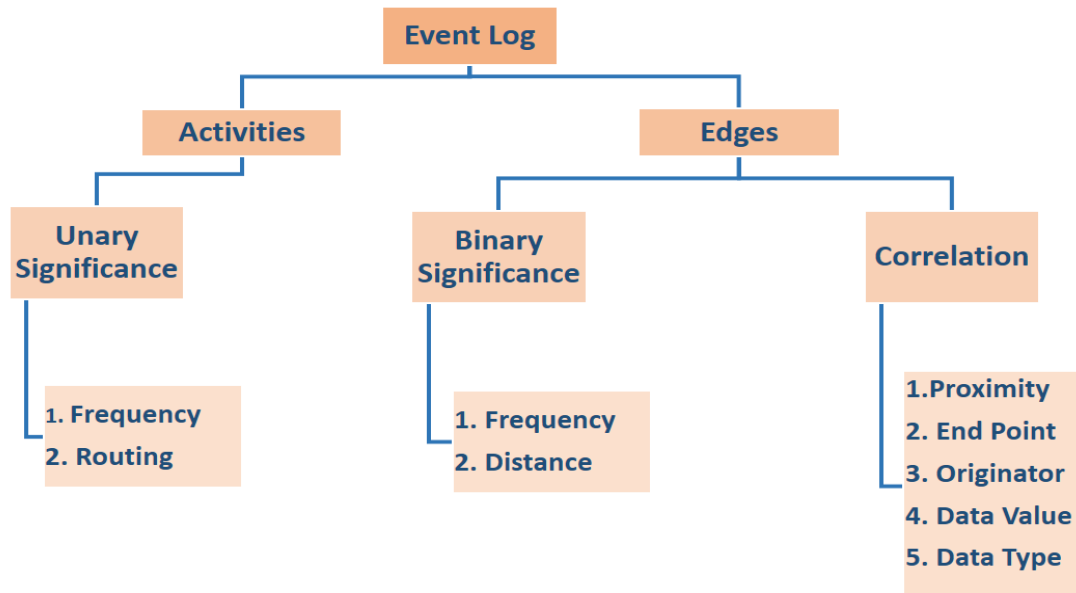 Event Log
Activities
Edges
Unary
Significance
Binary
Significance
Correlation
1. Frequency
2. Routing
1. Frequency
2. Distance
1.Proximity
2. End Point
3. Originator
4. Data Value
5. Data Type